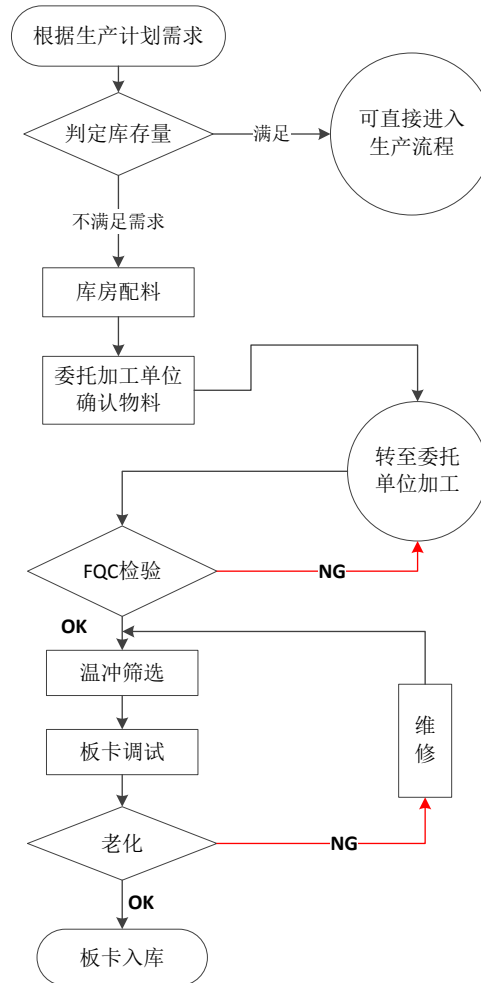 根据生产计划需求
判定库存量
满足
可直接进入
生产流程
不满足需求
库房配料
委托加工单位
确认物料
转至委托
单位加工
FQC检验
NG
OK
温冲筛选
维
修
板卡调试
老化
NG
OK
板卡入库